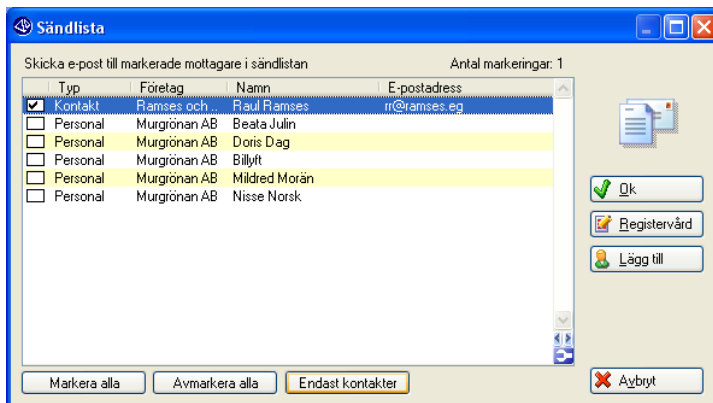 Sändlista
Skicka e-post till markerade mottagare i sändlistan Antal markeringar: 1
Typ Företag Namn E-postadress
Kontakt Ramses och .. Raul Ramses rr@ramses.eg
Personal Murgrönan AB Beata Julin
Personal Murgrönan AB Doris Dag
Personal Murgrönan AB Billyft
Personal Murgrönan AB Mildred Morän
Personal Murgrönan AB Nisse Norsk
Ok
Registervård
Lägg till
Markera alla Avmarkera alla Endast kontakter Avbryt